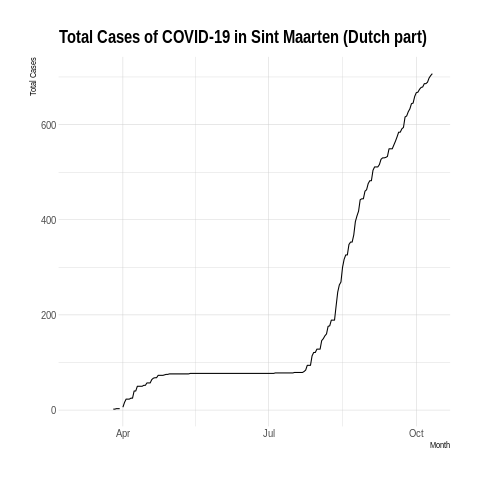 Total Cases of COVID-19 in Sint Maarten (Dutch part)
Total Cases
600
400
200
0
Apr Jul Oct
Month